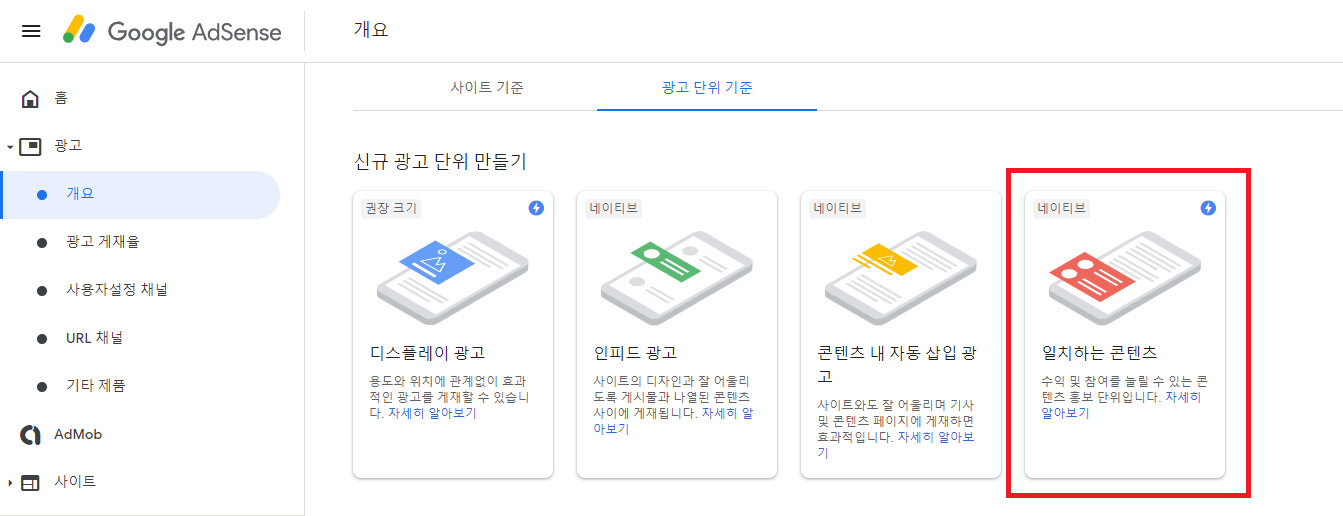 Google AdSense
개요
홈
광고
개요
광고 게재율
사용자설정 채널
URL 채널
기타 제품
AdMob
사이트
사이트 기준
광고 단위 기준
신규 광고 단위 만들기
권장 크기
디스플레이 광고
용도와 위치에 관계없이 효과
적인 광고를 게재할 수 있습니
다. 자세히 알아보기
네이티브
인피드 광고
사이트의 디자인과 잘 어울리
도록 게시물과 나열된 콘텐츠
사이에 게재됩니다. 자세히 알
아보기
네이티브
콘텐츠 내 자동 삽입 광
고
사이트와도 잘 어울리며 기사
및 콘텐츠 페이지에 게재하면
효과적입니다. 자세히 알아보
기
네이티브
일치하는 콘텐츠
수익 및 참여를 늘릴 수 있는 콘
텐츠 홍보 단위입니다. 자세히
알아보기